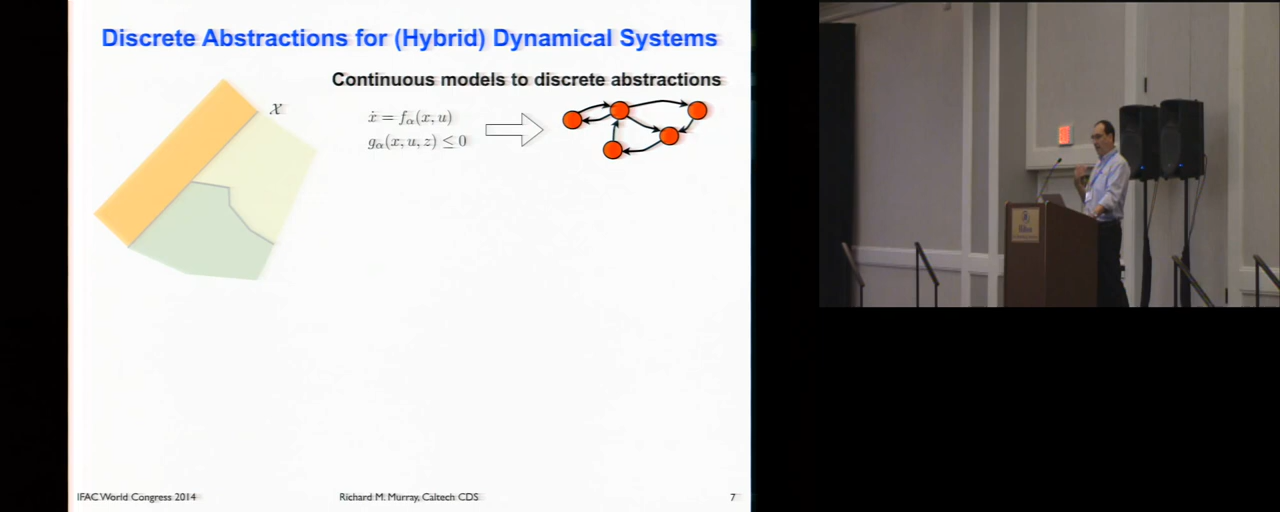 Discrete Abstractions for (Hybrid) Dynamical Systems
Continuous models to discrete abstractions
𝒳
ẋ = f_α(x, u)
g_α(x, u, z) ≤ 0
IFAC World Congress 2014
Richard M. Murray, Caltech CDS
7
Hilton